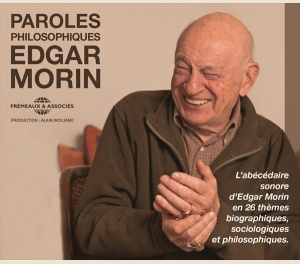 PAROLES
PHILOSOPHIQUES
EDGAR
MORIN
FRÉMEAUX & ASSOCIÉS
PRODUCTION : ALAIN SICILIANO
L'abécédaire
sonore
d'Edgar Morin
en 26 thèmes
biographiques,
sociologiques
et philosophiques.